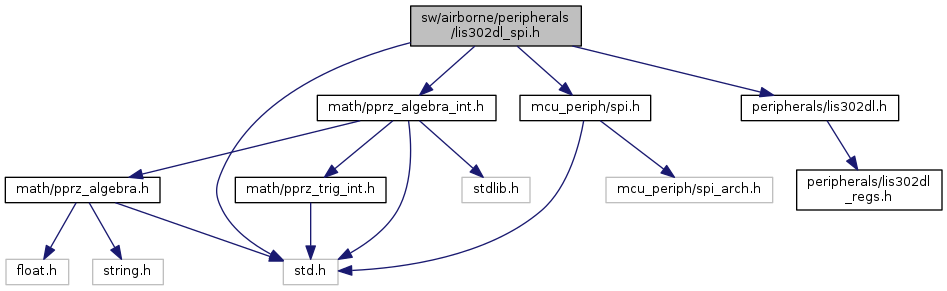 sw/airborne/peripherals
/lis302dl_spi.h
math/pprz_algebra_int.h
mcu_periph/spi.h
peripherals/lis302dl.h
math/pprz_algebra.h
math/pprz_trig_int.h
stdlib.h
mcu_periph/spi_arch.h
peripherals/lis302dl
_regs.h
float.h
string.h
std.h